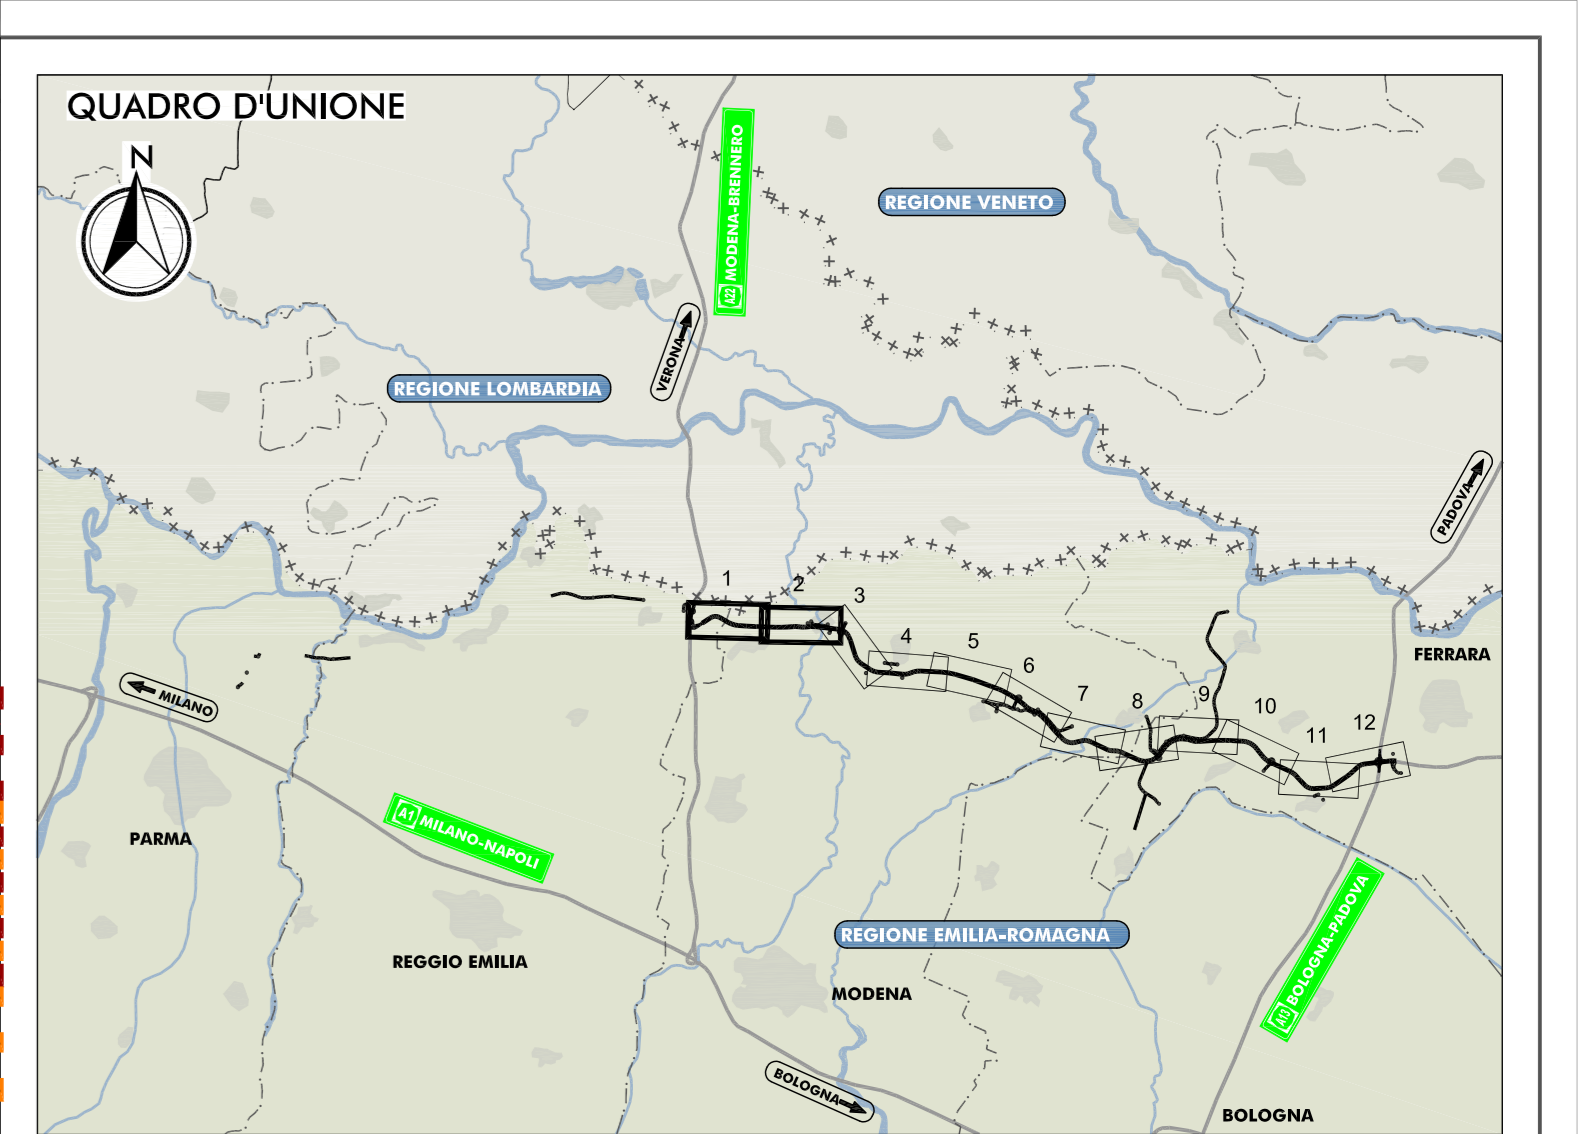 QUADRO D'UNIONE
N
A22 MODENA-BRENNERO
REGIONE VENETO
VERONA
REGIONE LOMBARDIA
PADOVA
1
2
3
4
5
6
7
8
9
10
11
12
FERRARA
MILANO
A1 MILANO-NAPOLI
PARMA
REGGIO EMILIA
REGIONE EMILIA-ROMAGNA
A13 BOLOGNA-PADOVA
MODENA
BOLOGNA
BOLOGNA